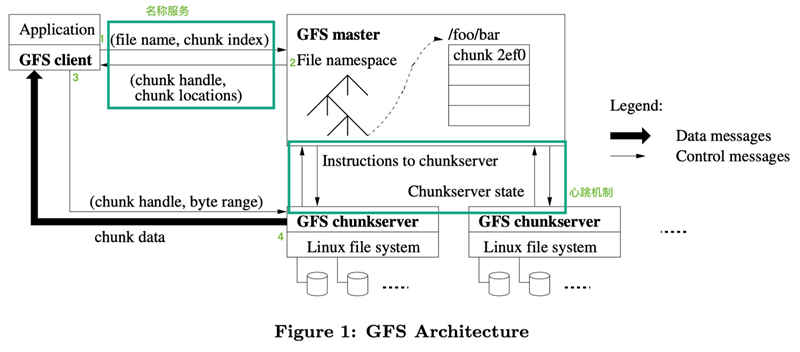 名称服务
Application
GFS client
1
(file name, chunk index)
GFS master
/foo/bar
2
File namespace
chunk 2ef0
3
(chunk handle,
chunk locations)
Legend:
Data messages
Control messages
Instructions to chunkserver
Chunkserver state
心跳机制
(chunk handle, byte range)
chunk data
4
GFS chunkserver
GFS chunkserver
Linux file system
Linux file system
Figure 1: GFS Architecture